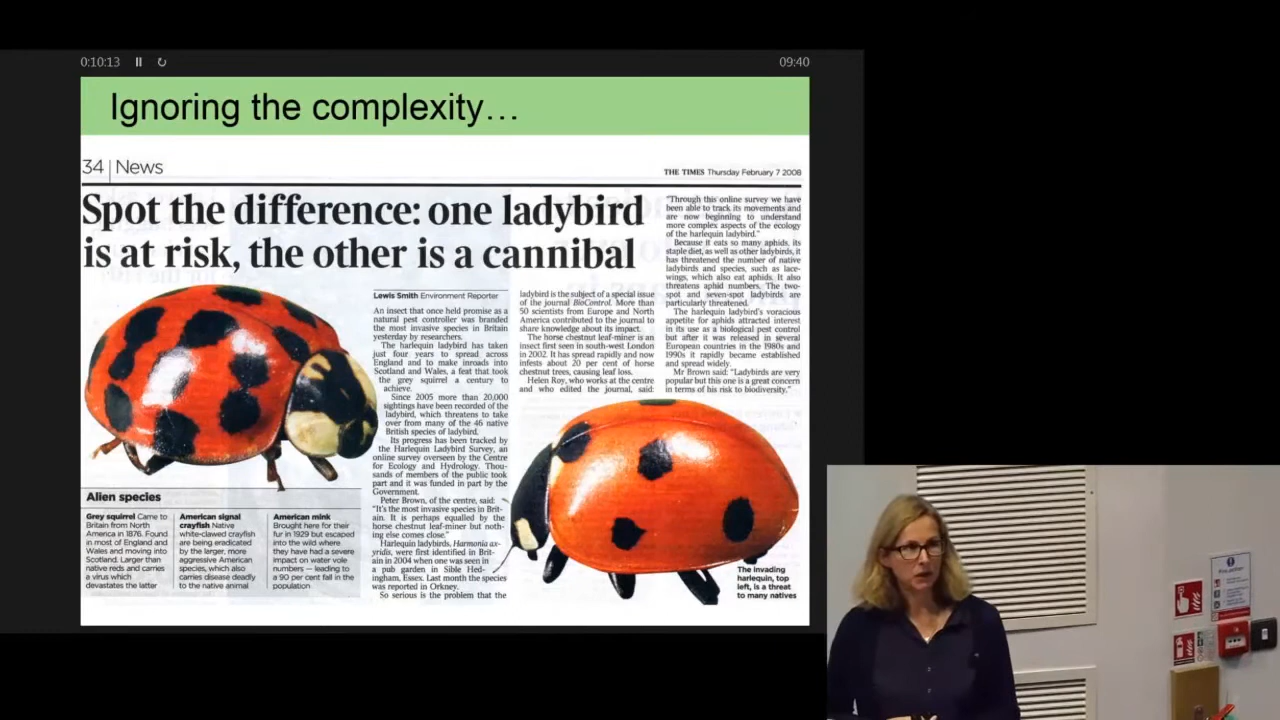 0:10:13
09:40
Ignoring the complexity…
34 | News
THE TIMES Thursday February 7 2008
Spot the difference: one ladybird
is at risk, the other is a cannibal
Lewis Smith Environment Reporter
An insect that once held promise as a
natural pest controller was branded
the most invasive species in Britain
yesterday by researchers.
The harlequin ladybird has taken
just four years to spread across
England and to make inroads into
Scotland and Wales, a feat that took
the grey squirrel a century to
achieve.
Since 2005 more than 20,000
sightings have been recorded of the
ladybird, which threatens to take
over from many of the 46 native
British species of ladybird.
Its progress has been tracked by
the Harlequin Ladybird Survey, an
online survey overseen by the Centre
for Ecology and Hydrology. Thou-
sands of members of the public took
part and it was funded in part by the
Government.
Peter Brown, of the centre, said:
"It's the most invasive species in Brit-
ain. It is perhaps equalled by the
horse chestnut leaf-miner but noth-
ing else comes close."
Harlequin ladybirds, Harmonia ax-
yridis, were first identified in Brit-
ain in 2004 when one was seen in
a pub garden in Sible Hed-
ingham, Essex. Last month the species
was reported in Orkney.
So serious is the problem that the
ladybird is the subject of a special issue
of the journal BioControl. More than
50 scientists from Europe and North
America contributed to the journal to
share knowledge about its impact.
The horse chestnut leaf-miner is an
insect first seen in south-west London
in 2002. It has spread rapidly and now
infests about 20 per cent of horse
chestnut trees, causing leaf loss.
Helen Roy, who works at the centre
and who edited the journal, said:
"Through this online survey we have
been able to track its movements and
are now beginning to understand
more complex aspects of the ecology
of the harlequin ladybird."
Because it eats so many aphids, its
staple diet, as well as other ladybirds, it
has threatened the number of native
ladybirds and species, such as lace-
wings, which also eat aphids. It also
threatens aphid numbers. The two-
spot and seven-spot ladybirds are
particularly threatened.
The harlequin ladybird's voracious
appetite for aphids attracted interest
in its use as a biological pest control
but after it was released in several
European countries in the 1980s and
1990s it rapidly became established
and spread widely.
Mr Brown said: "Ladybirds are very
popular but this one is a great concern
in terms of his risk to biodiversity."
Alien species
Grey squirrel Came to
Britain from North
America in 1876. Found
in most of England and
Wales and moving into
Scotland. Larger than
native reds and carries
a virus which
devastates the latter
American signal
crayfish Native
white-clawed crayfish
are being eradicated
by the larger, more
aggressive American
species, which also
carries disease deadly
to the native animal
American mink
Brought here for their
fur in 1929 but escaped
into the wild where
they have had a severe
impact on water vole
numbers — leading to
a 90 per cent fall in the
population
The invading
harlequin, top
left, is a threat
to many natives